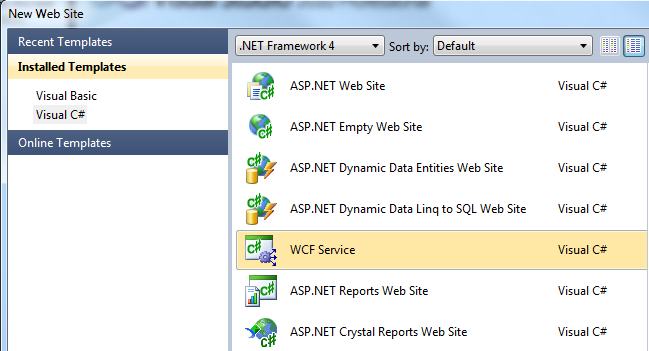 New Web Site
Recent Templates
Installed Templates
Visual Basic
Visual C#
Online Templates
.NET Framework 4 Sort by: Default
ASP.NET Web Site Visual C#
ASP.NET Empty Web Site Visual C#
ASP.NET Dynamic Data Entities Web Site Visual C#
ASP.NET Dynamic Data Linq to SQL Web Site Visual C#
WCF Service Visual C#
ASP.NET Reports Web Site Visual C#
ASP.NET Crystal Reports Web Site Visual C#